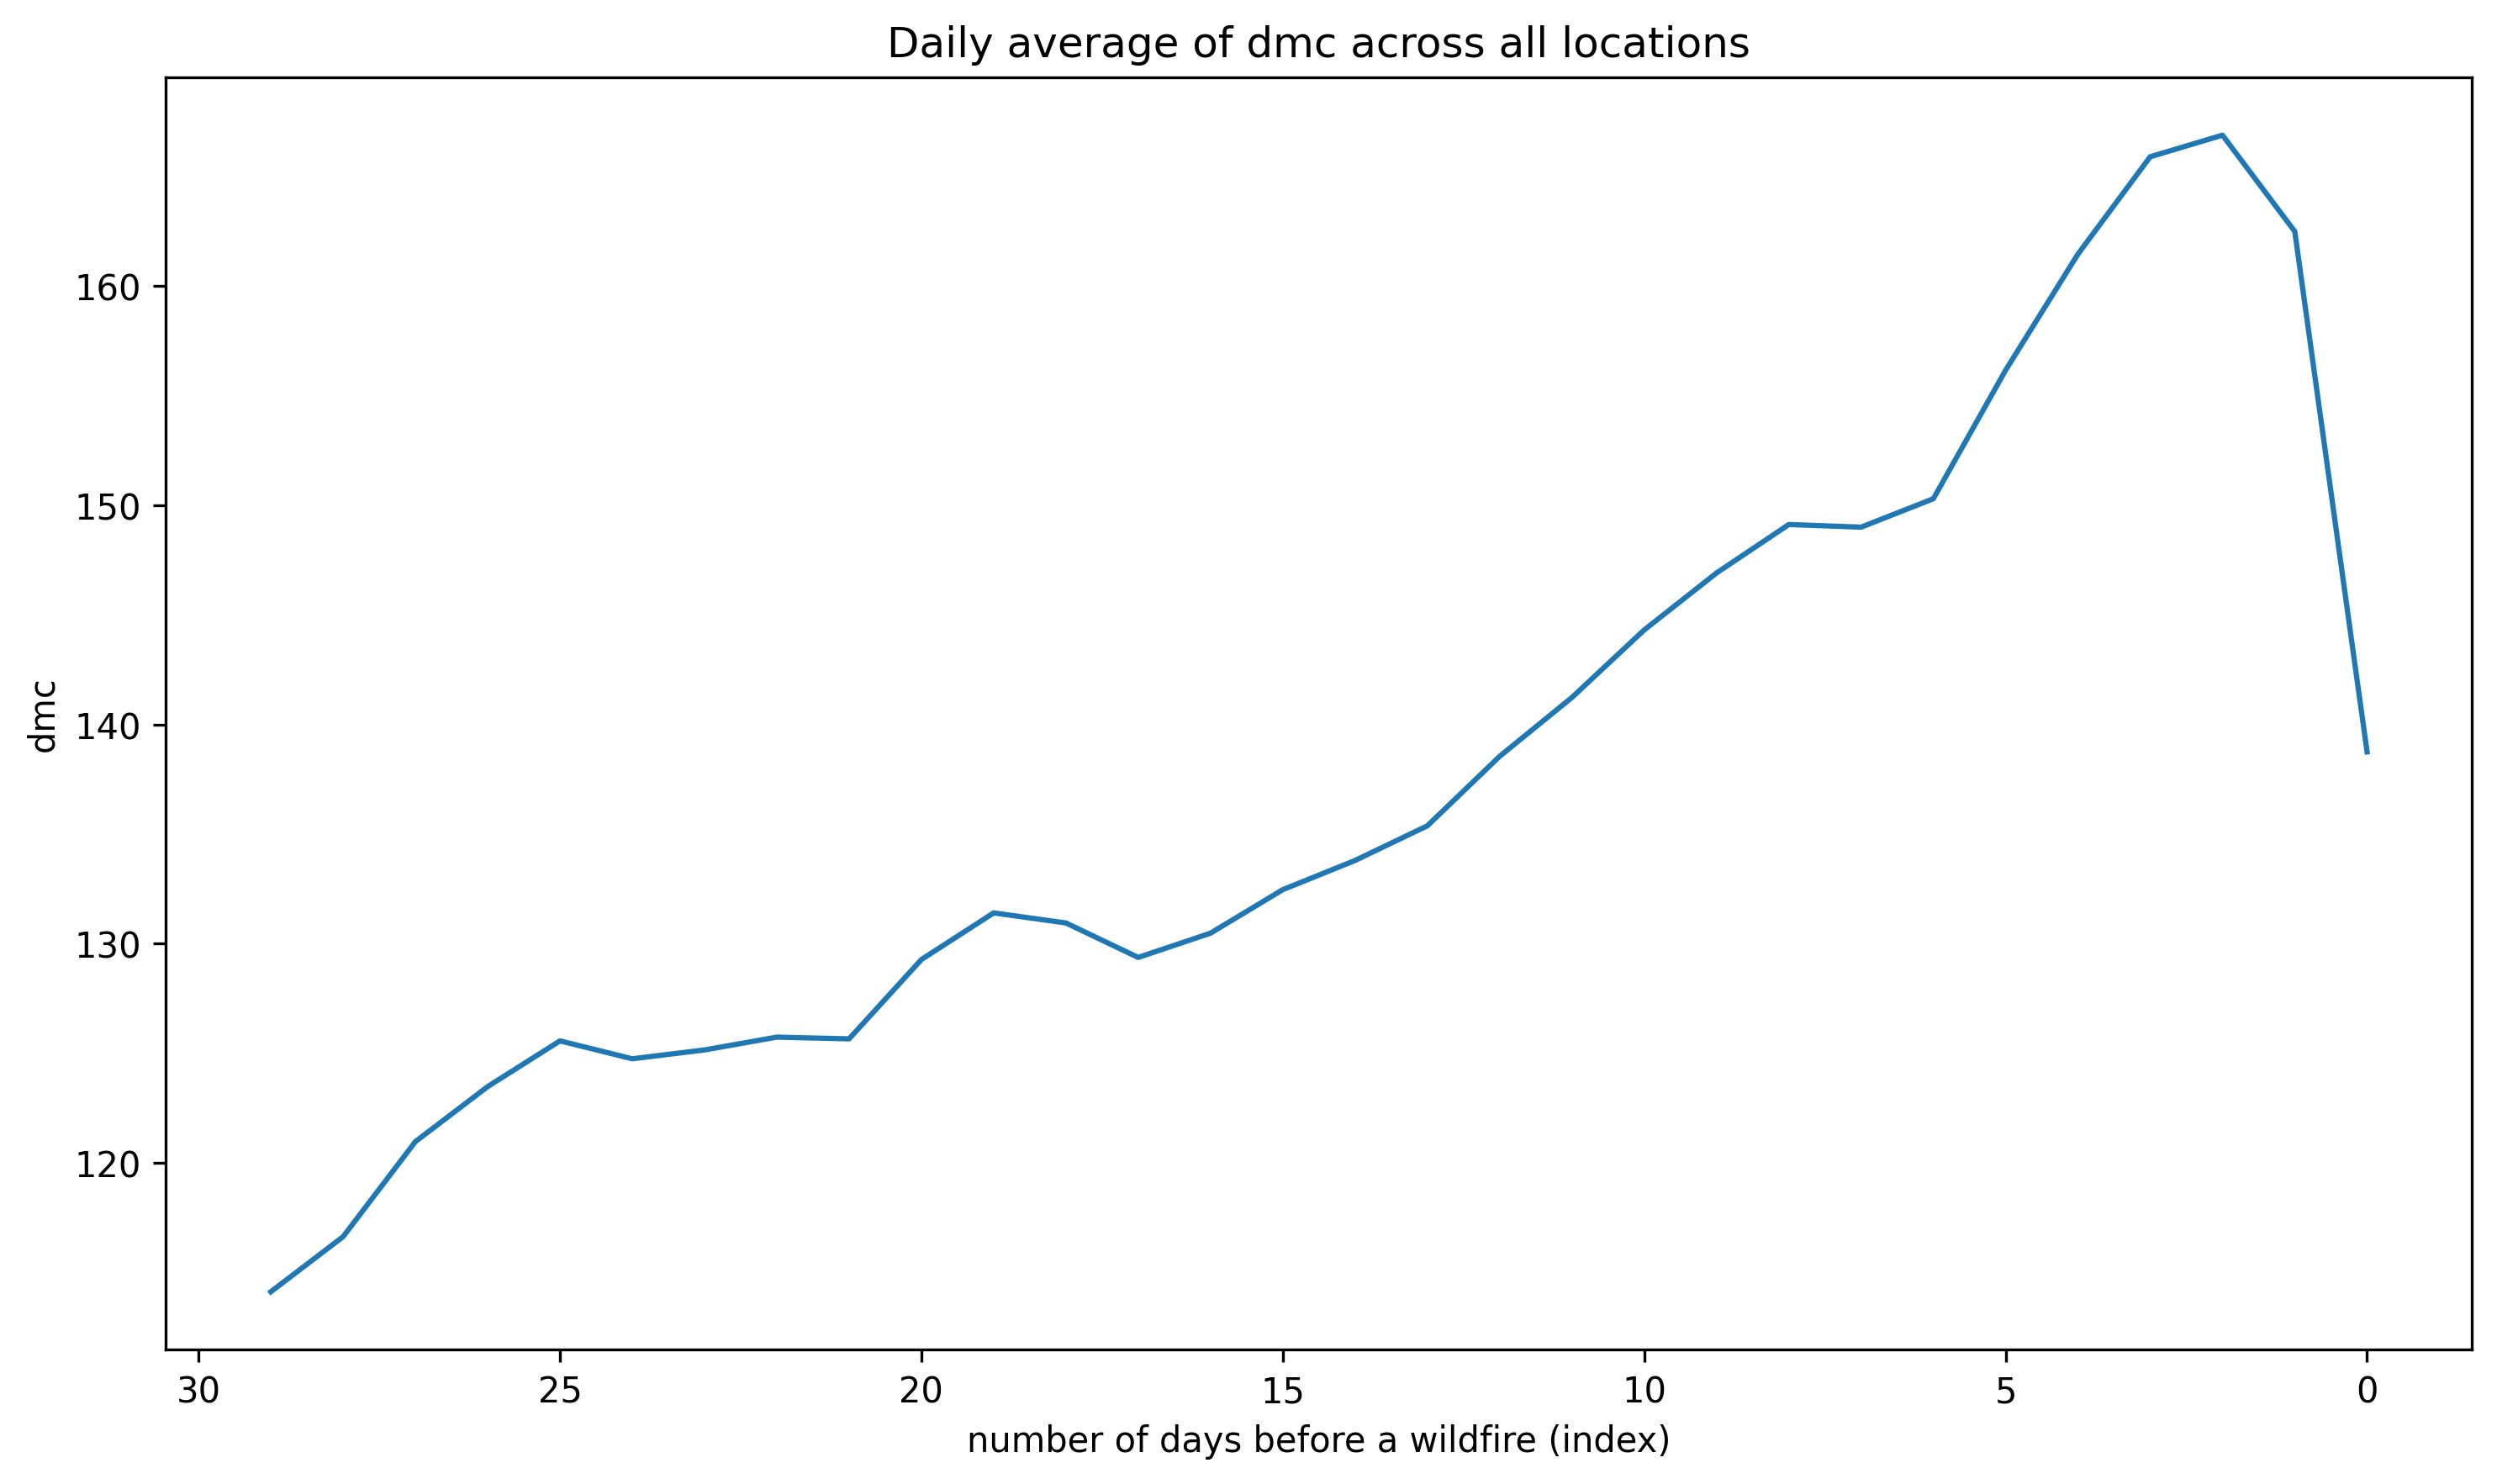 Daily average of dmc across all locations
160
150
140
130
120
dmc
30 25 20 15 10 5 0
number of days before a wildfire (index)